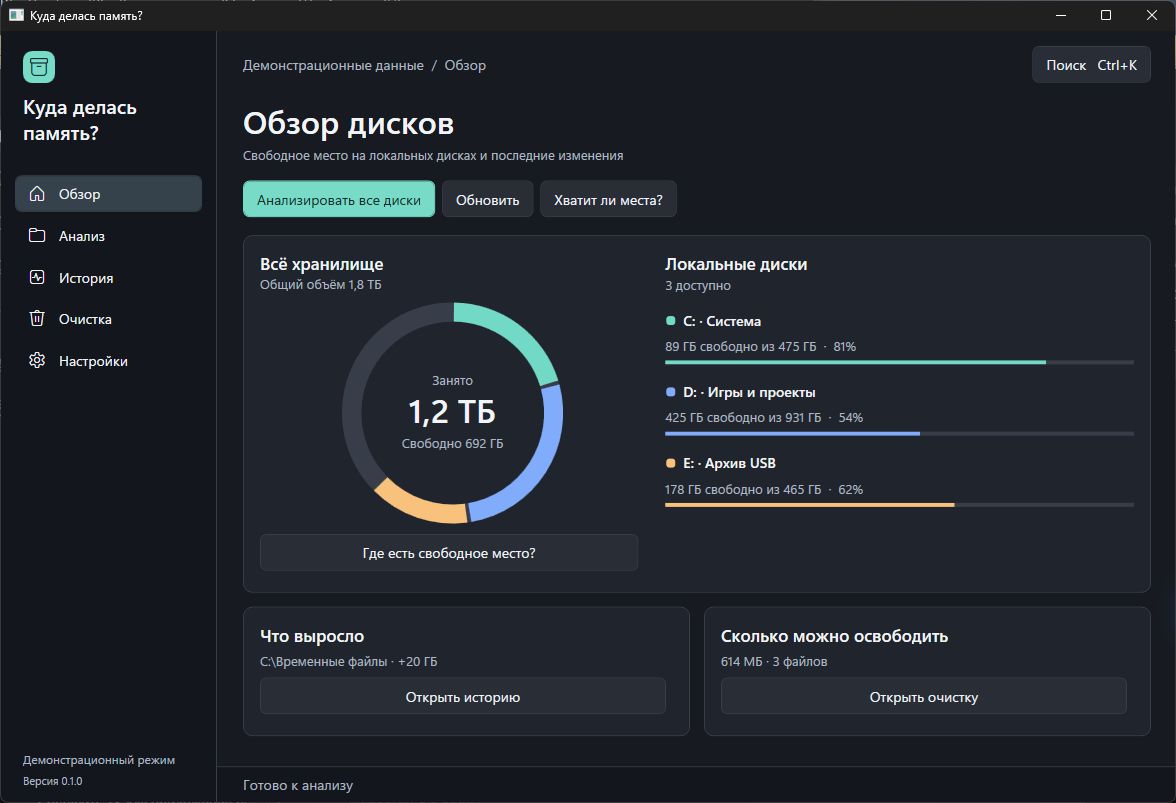 Куда делась память?
Куда делась
память?
Обзор
Анализ
История
Очистка
Настройки
Демонстрационный режим
Версия 0.1.0
Демонстрационные данные / Обзор
Поиск Ctrl+K
Обзор дисков
Свободное место на локальных дисках и последние изменения
Анализировать все диски
Обновить
Хватит ли места?
Всё хранилище
Общий объём 1,8 ТБ
Занято
1,2 ТБ
Свободно 692 ГБ
Где есть свободное место?
Локальные диски
3 доступно
C: · Система
89 ГБ свободно из 475 ГБ · 81%
D: · Игры и проекты
425 ГБ свободно из 931 ГБ · 54%
E: · Архив USB
178 ГБ свободно из 465 ГБ · 62%
Что выросло
C:\Временные файлы · +20 ГБ
Открыть историю
Сколько можно освободить
614 МБ · 3 файлов
Открыть очистку
Готово к анализу